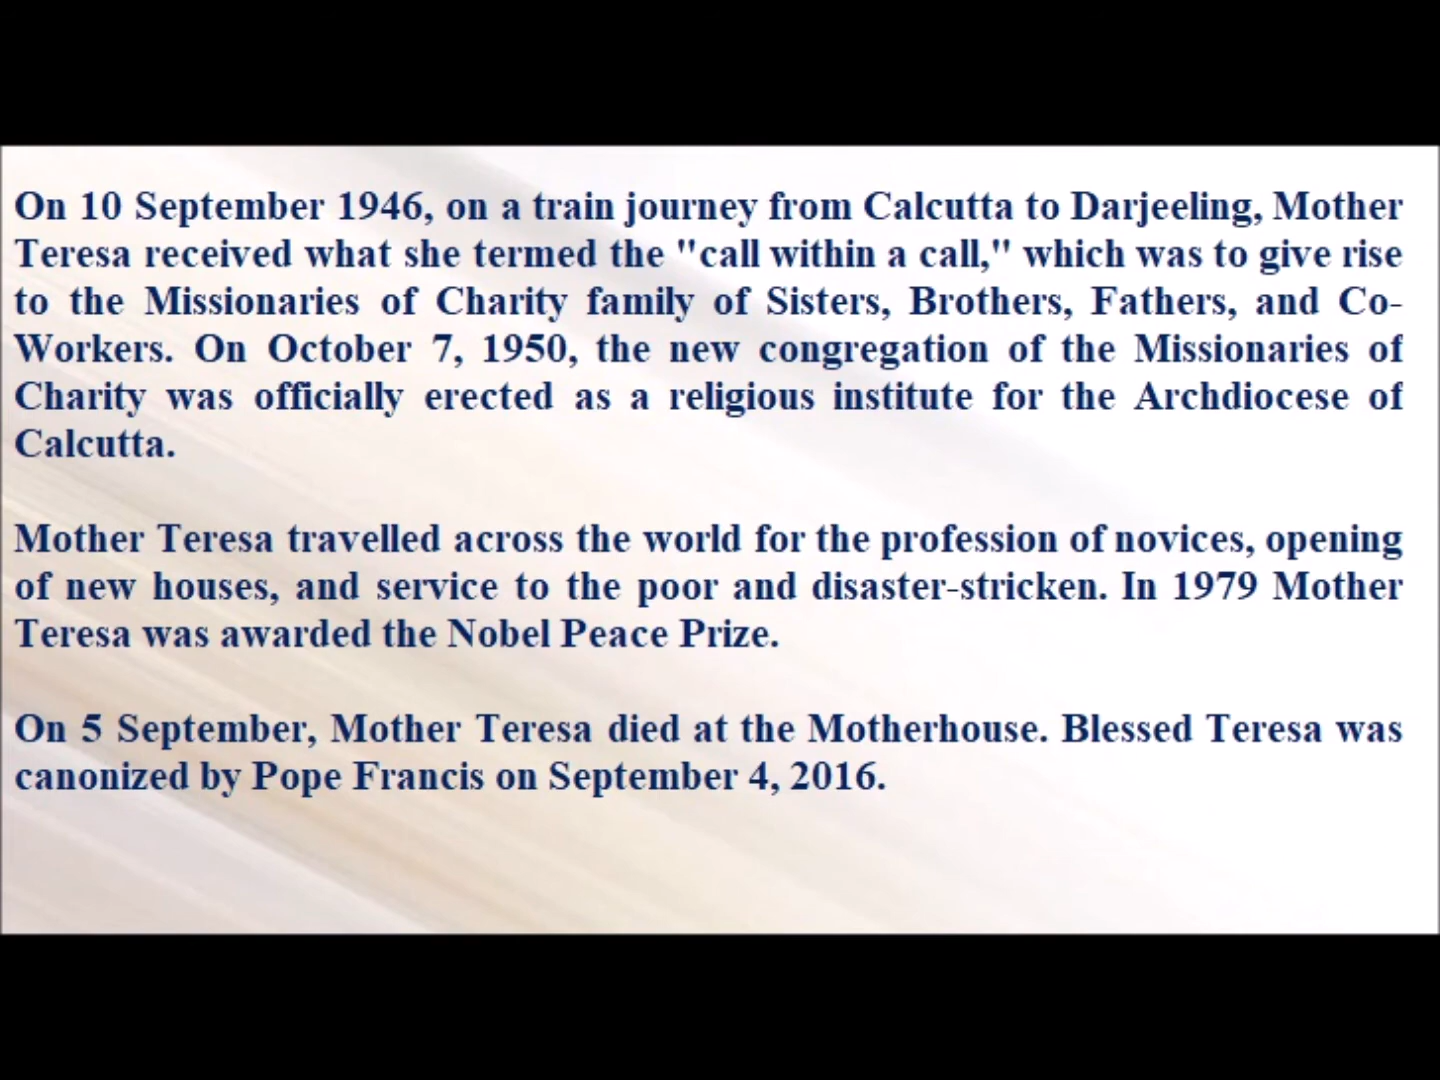 On 10 September 1946, on a train journey from Calcutta to Darjeeling, Mother
Teresa received what she termed the "call within a call," which was to give rise
to the Missionaries of Charity family of Sisters, Brothers, Fathers, and Co-
Workers. On October 7, 1950, the new congregation of the Missionaries of
Charity was officially erected as a religious institute for the Archdiocese of
Calcutta.
Mother Teresa travelled across the world for the profession of novices, opening
of new houses, and service to the poor and disaster-stricken. In 1979 Mother
Teresa was awarded the Nobel Peace Prize.
On 5 September, Mother Teresa died at the Motherhouse. Blessed Teresa was
canonized by Pope Francis on September 4, 2016.